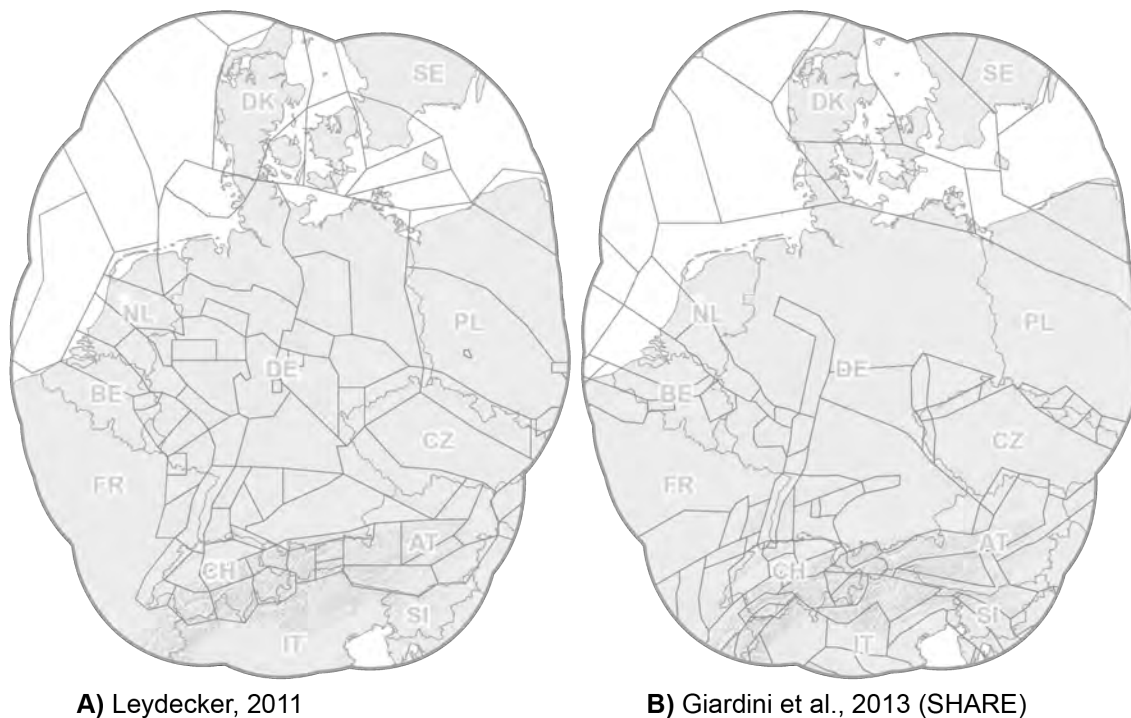 SE
DK
NL
PL
DE
BE
CZ
FR
AT
CH
SI
IT
A) Leydecker, 2011
SE
DK
NL
PL
DE
BE
CZ
FR
AT
CH
SI
IT
B) Giardini et al., 2013 (SHARE)